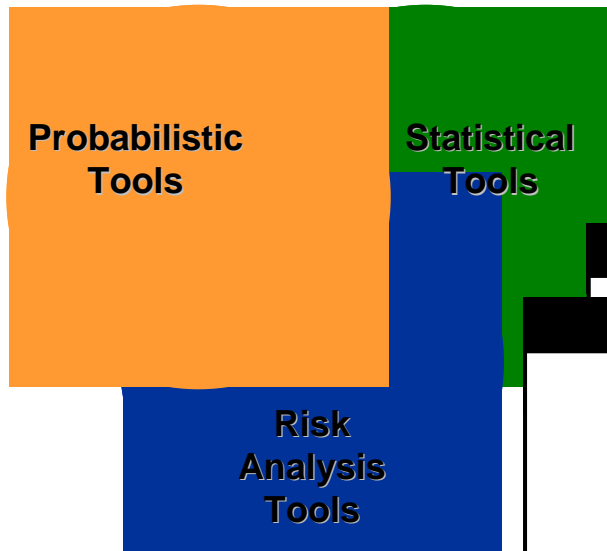 Probabilistic
Tools
Statistical
Tools
Risk
Analysis
Tools